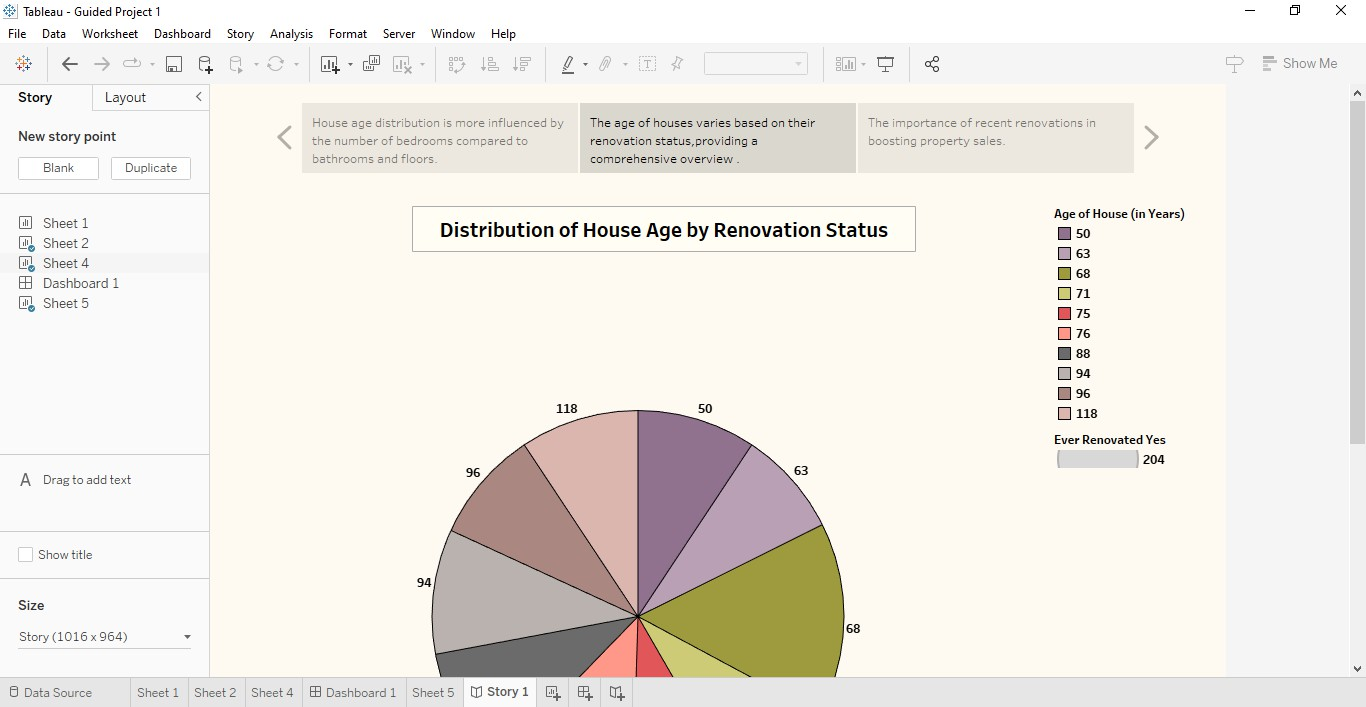 Tableau - Guided Project 1
File Data Worksheet Dashboard Story Analysis Format Server Window Help
Show Me
Story Layout
New story point
Blank Duplicate
Sheet 1
Sheet 2
Sheet 4
Dashboard 1
Sheet 5
A Drag to add text
Show title
Size
Story (1016 x 964)
House age distribution is more influenced by
the number of bedrooms compared to
bathrooms and floors.
The age of houses varies based on their
renovation status,providing a
comprehensive overview .
The importance of recent renovations in
boosting property sales.
Distribution of House Age by Renovation Status
118
50
96
63
94
68
Age of House (in Years)
50
63
68
71
75
76
88
94
96
118
Ever Renovated Yes
204
Data Source Sheet 1 Sheet 2 Sheet 4 Dashboard 1 Sheet 5 Story 1